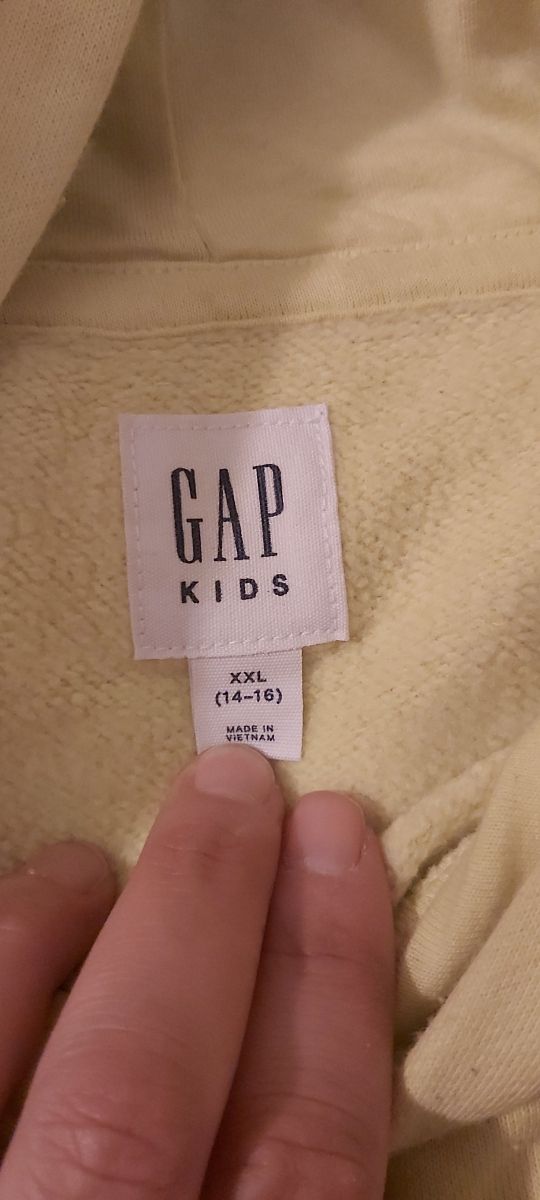 GAP
KIDS
XXL
(14-16)
MADE IN
VIETNAM